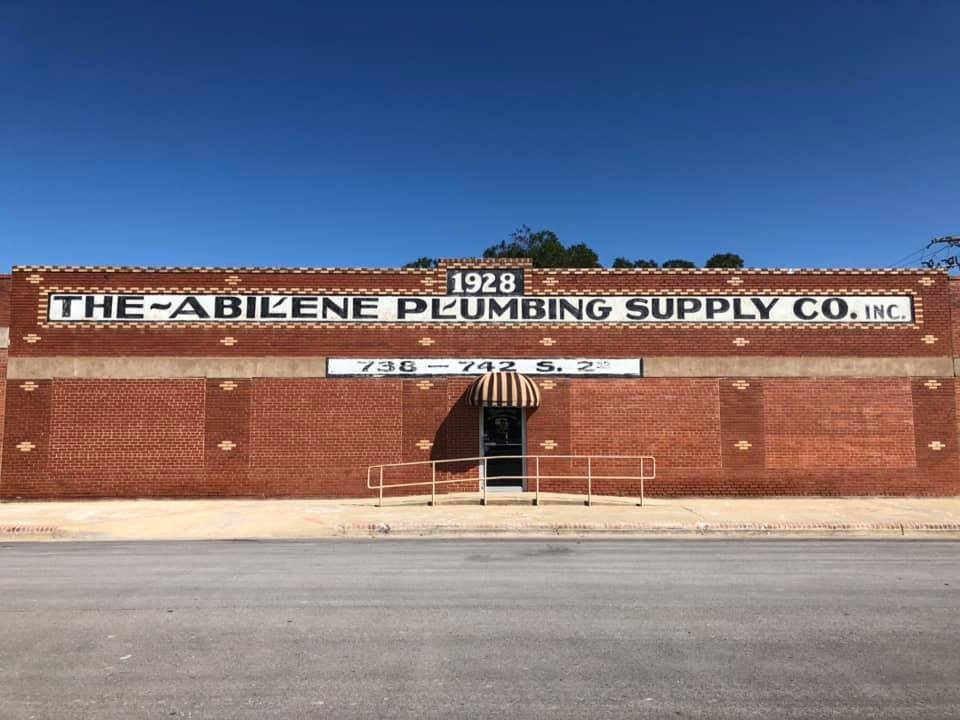 1928
THE~ABILENE PLUMBING SUPPLY CO. INC.
738 - 742 S. 2ND